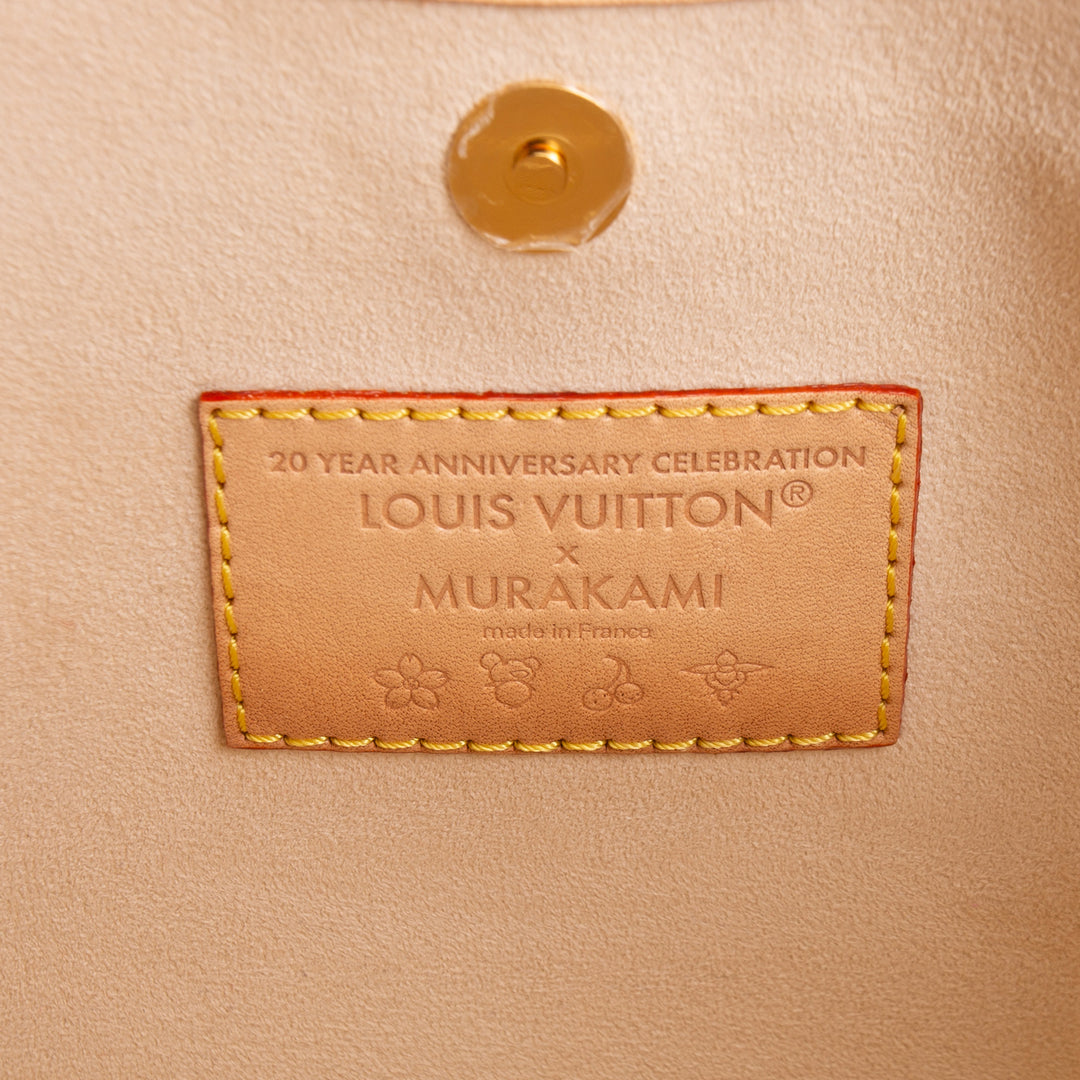 20 YEAR ANNIVERSARY CELEBRATION
LOUIS VUITTON®
x
MURAKAMI
made in France